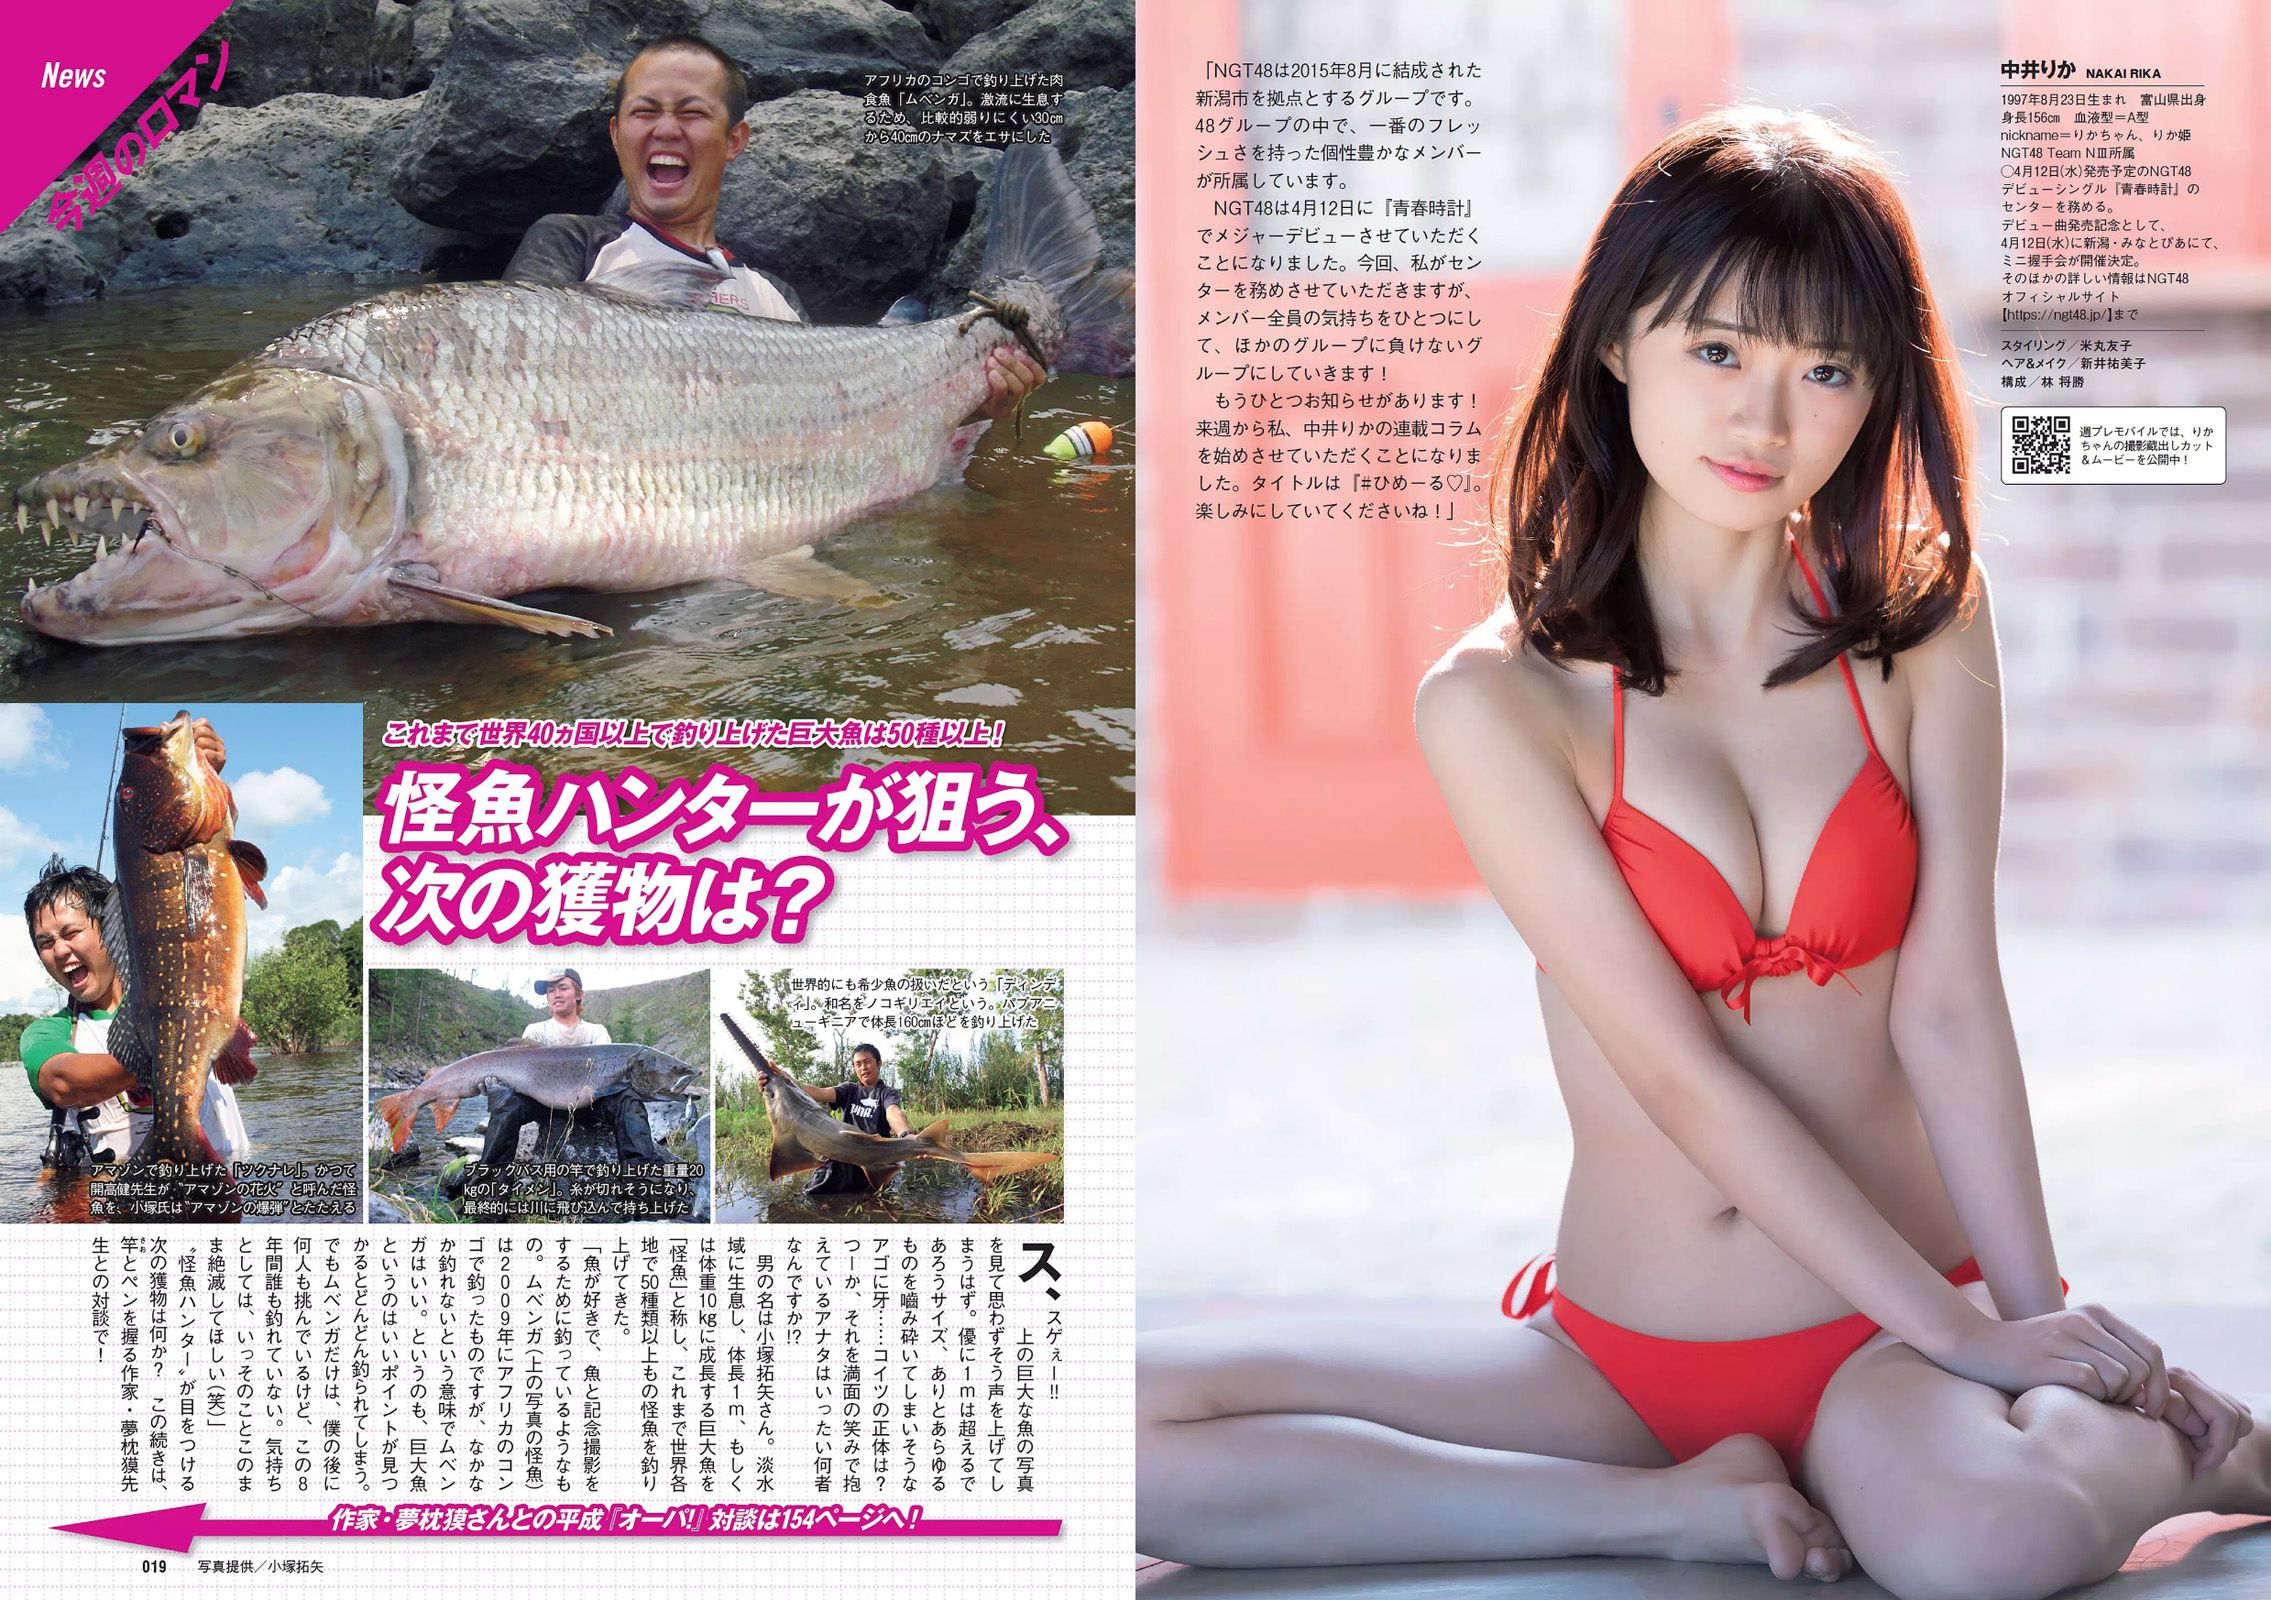 News
今週のロマン
アフリカのコンゴで釣り上げた肉
食魚「ムベンガ」。激流に生息す
るため、比較的弱りにくい30㎝
から40㎝のナマズをエサにした
これまで世界40ヵ国以上で釣り上げた巨大魚は50種以上！
怪魚ハンターが狙う、
次の獲物は？
アマゾンで釣り上げた「ツクナレ」。かつて
開高健先生が、“アマゾンの花火”と呼んだ怪
魚を、小塚氏は“アマゾンの爆弾”とたたえる
ブラックバス用の竿で釣り上げた重量20
kgの「タイメン」。糸が切れそうになり、
最終的には川に飛び込んで持ち上げた
世界的にも希少魚の扱いだという「ディンデ
ィ」。和名をノコギリエイという。パプアニ
ューギニアで体長160㎝ほどを釣り上げた
ス、スゲぇー!!
上の巨大な魚の写真
を見て思わずそう声を上げてし
まうはず。優に1mは超えるで
あろうサイズ、ありとあらゆる
ものを嚙み砕いてしまいそうな
アゴに牙……コイツの正体は？
つーか、それを満面の笑みで抱
えているアナタはいったい何者
なんですか!?
男の名は小塚拓矢さん。淡水
域に生息し、体長1m、もしく
は体重10kgに成長する巨大魚を
「怪魚」と称し、これまで世界各
地で50種類以上もの怪魚を釣り
上げてきた。
「魚が好きで、魚と記念撮影を
するために釣っているようなも
の。ムベンガ（上の写真の怪魚）
は2009年にアフリカのコン
ゴで釣ったものですが、なかな
か釣れないという意味でムベン
ガはいい。というのも、巨大魚
というのはいいポイントが見つ
かるとどんどん釣られてしまう。
でもムベンガだけは、僕の後に
何人も挑んでいるけど、この8
年間誰も釣れていない。気持ち
としては、いっそのことこのま
ま絶滅してほしい（笑）」
“怪魚ハンター”が目をつける
次の獲物は何か？　この続きは、
竿とペンを握る作家・夢枕獏先
さお
生との対談で！
作家・夢枕獏さんとの平成『オーパ!』対談は154ページへ！
019　写真提供／小塚拓矢
「NGT48は2015年8月に結成された
新潟市を拠点とするグループです。
48グループの中で、一番のフレッ
シュさを持った個性豊かなメンバー
が所属しています。
NGT48は4月12日に『青春時計』
でメジャーデビューさせていただく
ことになりました。今回、私がセン
ターを務めさせていただきますが、
メンバー全員の気持ちをひとつにし
て、ほかのグループに負けないグ
ループにしていきます！
もうひとつお知らせがあります！
来週から私、中井りかの連載コラム
を始めさせていただくことになりま
した。タイトルは『#ひめーる♡』。
楽しみにしていてくださいね！」
中井りか NAKAI RIKA
1997年8月23日生まれ　富山県出身
身長156㎝　血液型＝A型
nickname＝りかちゃん、りか姫
NGT48 Team NⅢ所属
◯4月12日(水)発売予定のNGT48
デビューシングル『青春時計』の
センターを務める。
デビュー曲発売記念として、
4月12日(水)に新潟・みなとぴあにて、
ミニ握手会が開催決定。
そのほかの詳しい情報はNGT48
オフィシャルサイト
【https://ngt48.jp/】まで
スタイリング／米丸友子
ヘア&メイク／新井祐美子
構成／林 将勝
週プレモバイルでは、りか
ちゃんの撮影蔵出しカット
&ムービーを公開中！